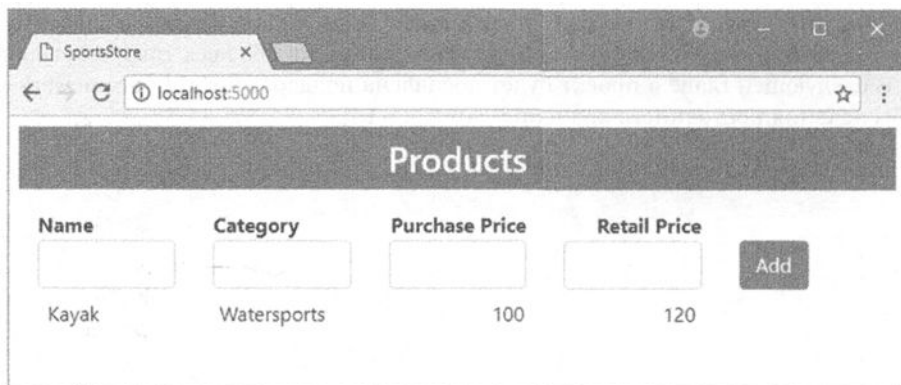 SportsStore
localhost:5000
Products
Name Category Purchase Price Retail Price
Add
Kayak Watersports 100 120